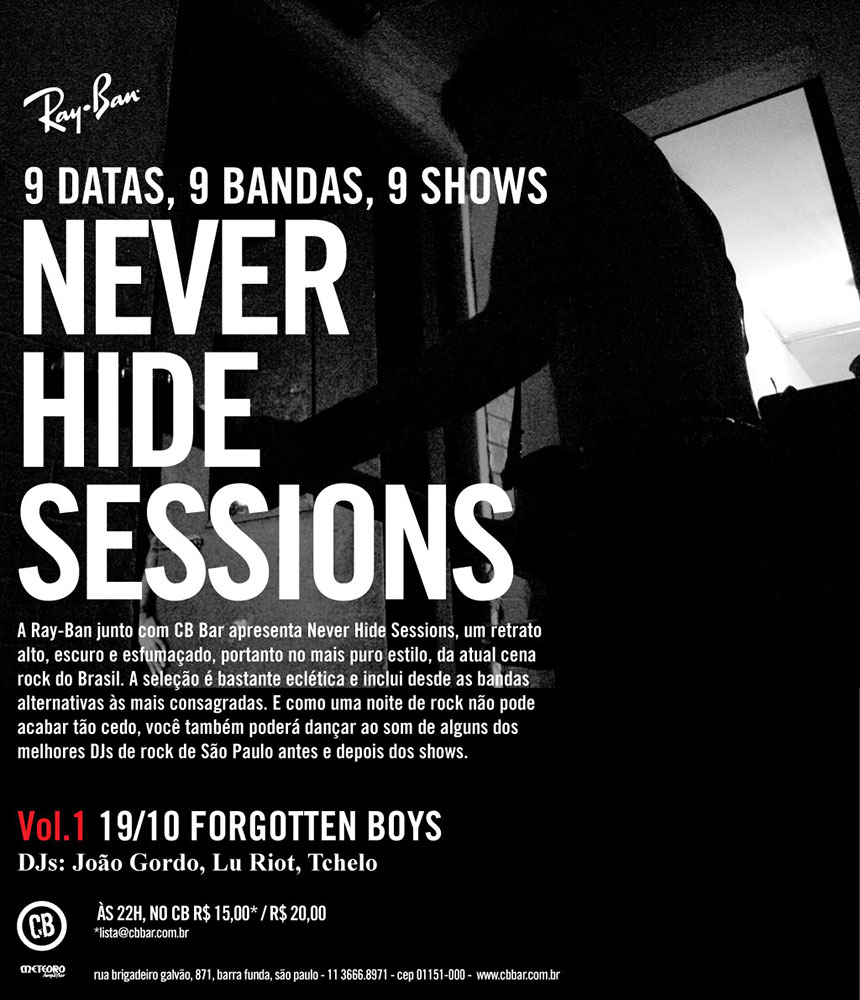 Ray-Ban
9 DATAS, 9 BANDAS, 9 SHOWS
NEVER
HIDE
SESSIONS
A Ray-Ban junto com CB Bar apresenta Never Hide Sessions, um retrato
alto, escuro e esfumaçado, portanto no mais puro estilo, da atual cena
rock do Brasil. A seleção é bastante eclética e inclui desde as bandas
alternativas às mais consagradas. E como uma noite de rock não pode
acabar tão cedo, você também poderá dançar ao som de alguns dos
melhores DJs de rock de São Paulo antes e depois dos shows.
Vol.1 19/10 FORGOTTEN BOYS
DJs: João Gordo, Lu Riot, Tchelo
CB
ÀS 22H, NO CB R$ 15,00* / R$ 20,00
*lista@cbbar.com.br
METEORO
Amplifier
rua brigadeiro galvão, 871, barra funda, são paulo - 11 3666.8971 - cep 01151-000 - www.cbbar.com.br